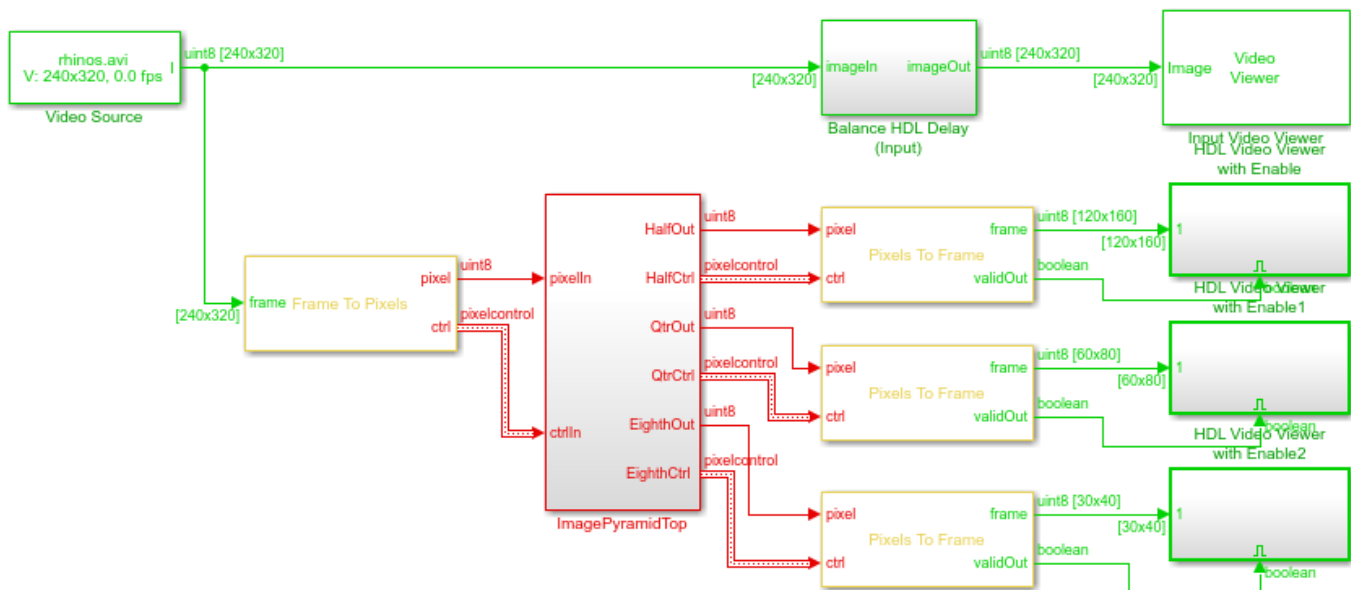 rhinos.avi
V: 240x320, 0.0 fps
I
Video Source
uint8 [240x320]
[240x320]
imageIn
imageOut
Balance HDL Delay
(Input)
uint8 [240x320]
[240x320]
Image
Video
Viewer
Input Video Viewer
HDL Video Viewer
with Enable
[240x320]
frame
Frame To Pixels
pixel
ctrl
uint8
pixelcontrol
pixelIn
ctrlIn
HalfOut
HalfCtrl
QtrOut
QtrCtrl
EighthOut
EighthCtrl
ImagePyramidTop
uint8
pixelcontrol
uint8
pixelcontrol
uint8
pixelcontrol
pixel
ctrl
Pixels To Frame
frame
validOut
uint8 [120x160]
[120x160]
boolean
1
boolean
HDL Video Viewer
with Enable1
pixel
ctrl
Pixels To Frame
frame
validOut
uint8 [60x80]
[60x80]
boolean
1
boolean
HDL Video Viewer
with Enable2
pixel
ctrl
Pixels To Frame
frame
validOut
uint8 [30x40]
[30x40]
boolean
1
boolean